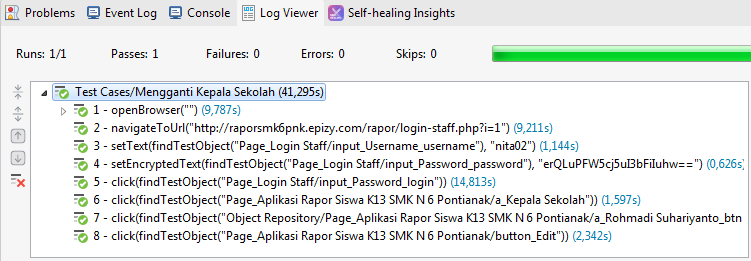 Problems Event Log Console Log Viewer Self-healing Insights
Runs: 1/1 Passes: 1 Failures: 0 Errors: 0 Skips: 0
Test Cases/Mengganti Kepala Sekolah (41,295s)
1 - openBrowser("") (9,787s)
2 - navigateToUrl("http://raporsmk6pnk.epizy.com/rapor/login-staff.php?i=1") (9,211s)
3 - setText(findTestObject("Page_Login Staff/input_Username_username"), "nita02") (1,144s)
4 - setEncryptedText(findTestObject("Page_Login Staff/input_Password_password"), "erQLuPFW5cj5uI3bFiIuhw==") (0,626s)
5 - click(findTestObject("Page_Login Staff/input_Password_login")) (14,813s)
6 - click(findTestObject("Page_Aplikasi Rapor Siswa K13 SMK N 6 Pontianak/a_Kepala Sekolah")) (1,597s)
7 - click(findTestObject("Object Repository/Page_Aplikasi Rapor Siswa K13 SMK N 6 Pontianak/a_Rohmadi Suhariyanto_btn
8 - click(findTestObject("Page_Aplikasi Rapor Siswa K13 SMK N 6 Pontianak/button_Edit")) (2,342s)